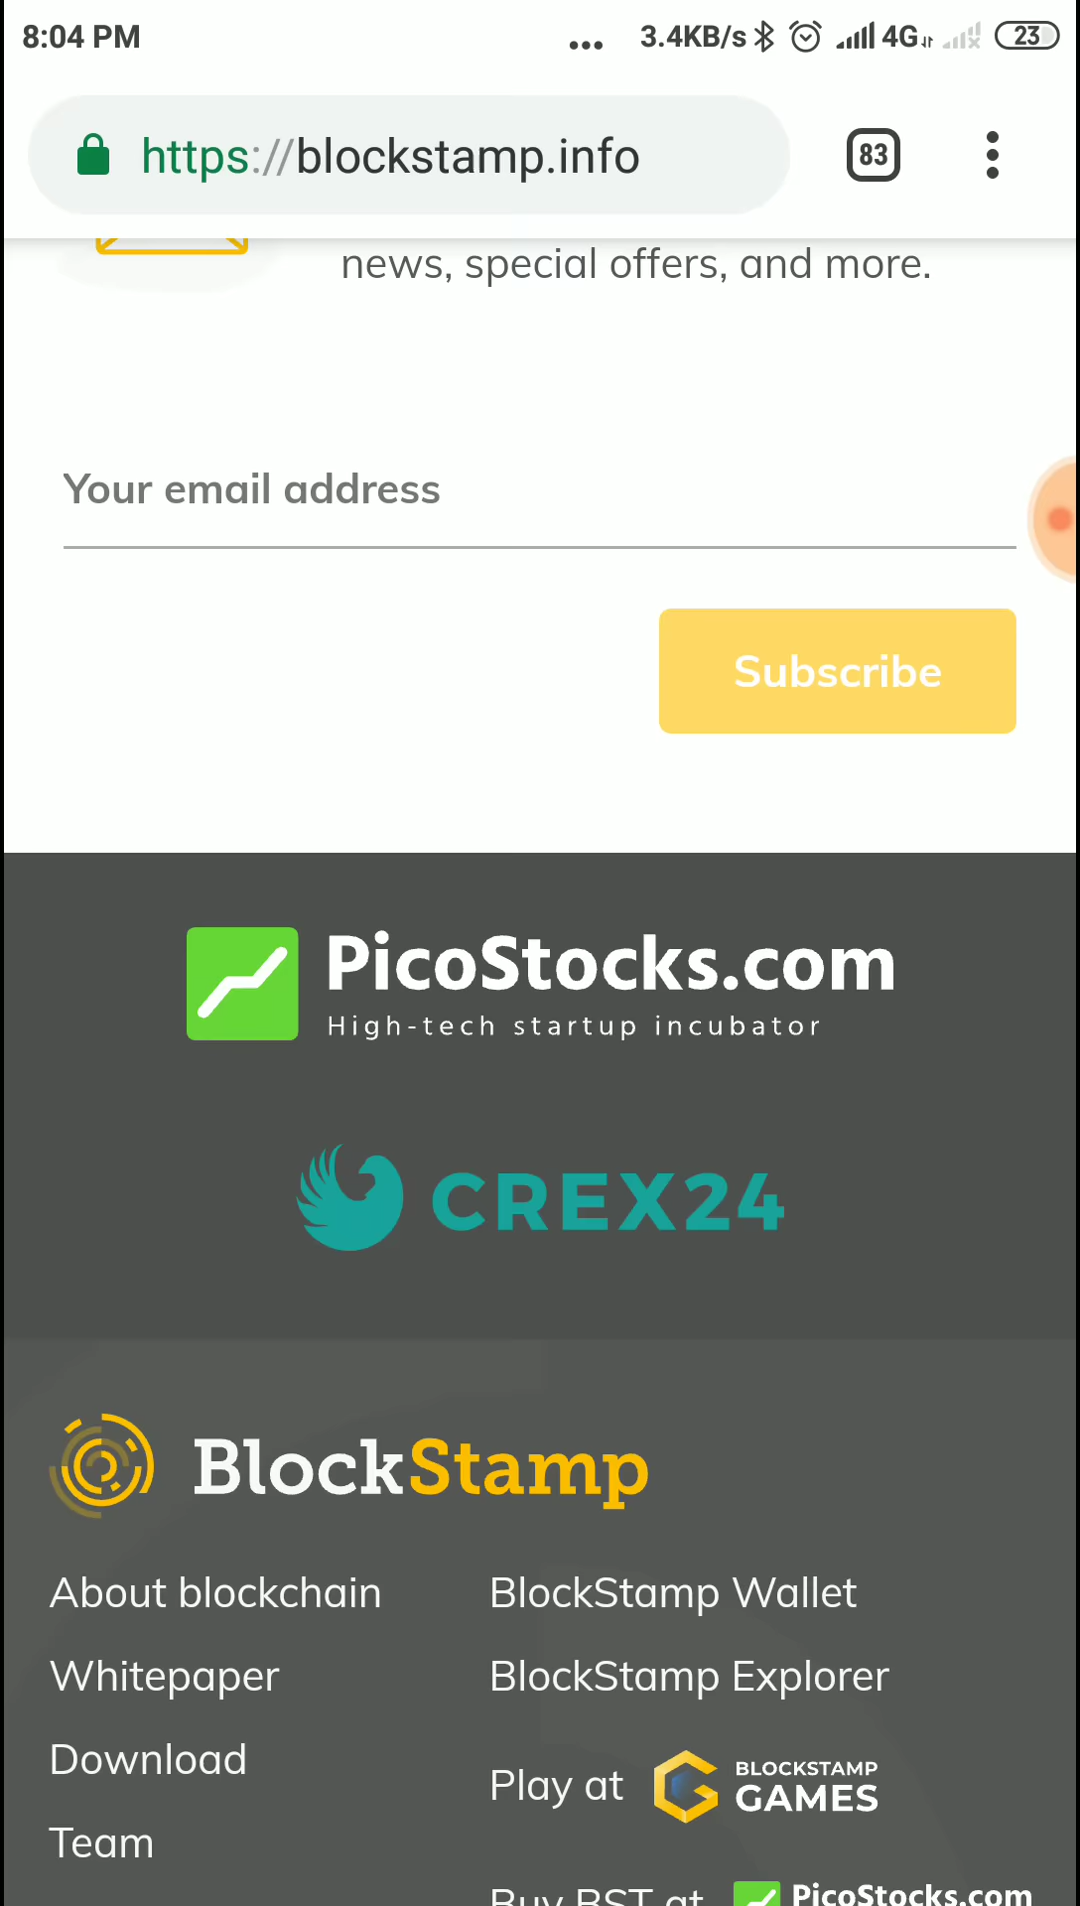 8:04 PM
... 3.4KB/s 4G 23
https://blockstamp.info
83
news, special offers, and more.
Your email address
Subscribe
PicoStocks.com
High-tech startup incubator
CREX24
BlockStamp
About blockchain
BlockStamp Wallet
Whitepaper
BlockStamp Explorer
Download
Play at BLOCKSTAMP GAMES
Team
Buy BST at PicoStocks.com